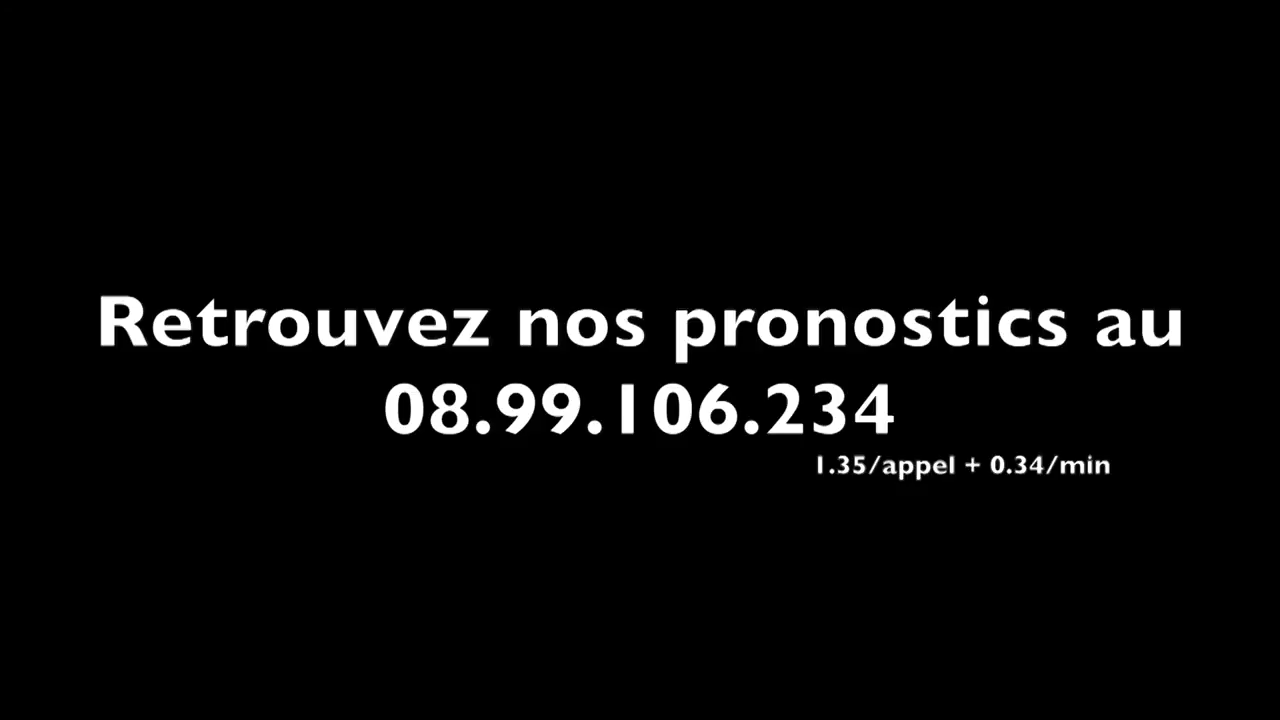 Retrouvez nos pronostics au
08.99.106.234
1.35/appel + 0.34/min